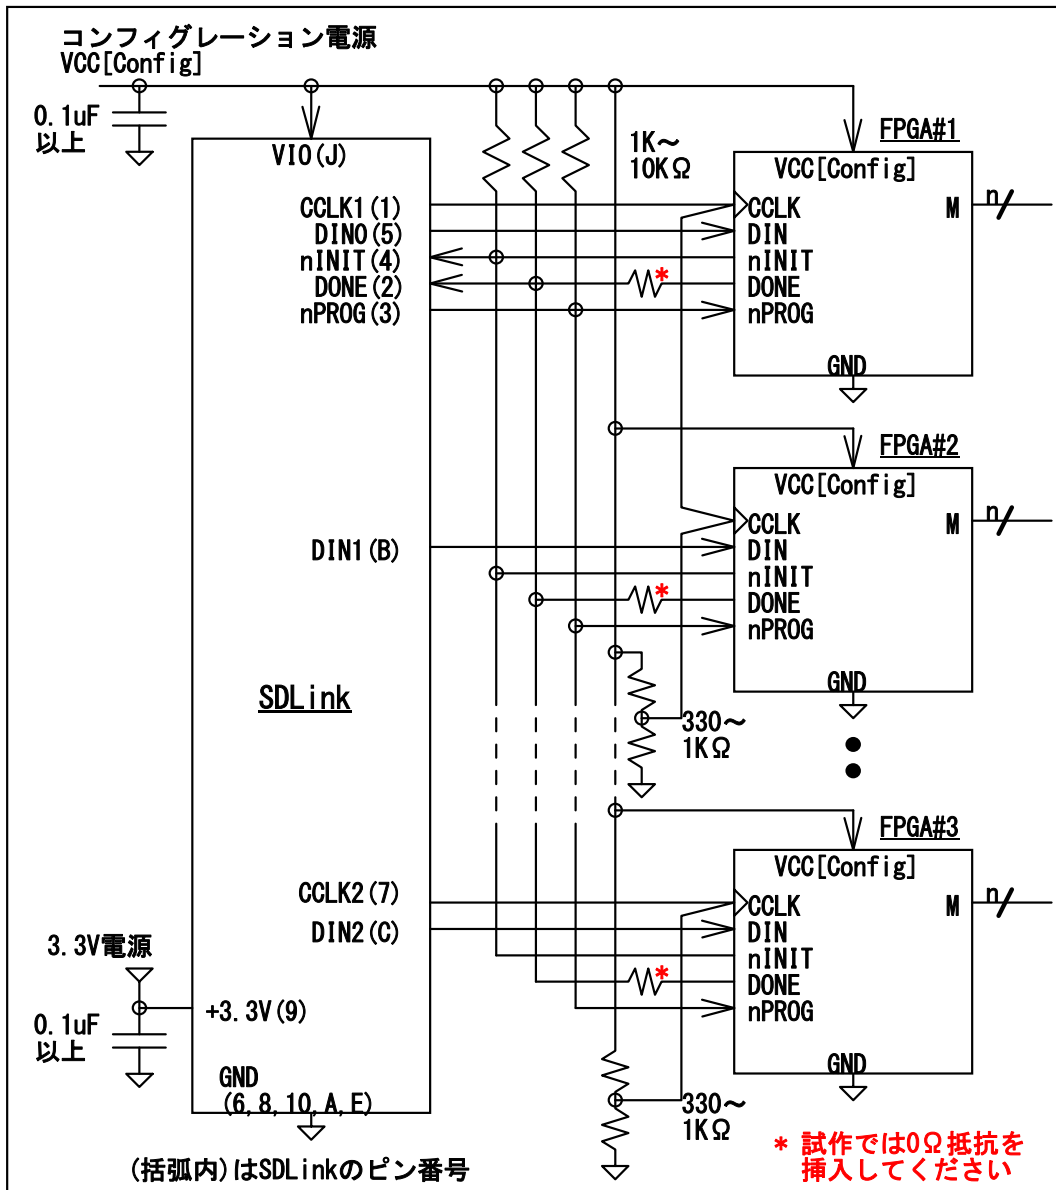 コンフィグレーション電源
VCC[Config]
0.1uF
以上
VIO(J)
CCLK1(1)
DIN0(5)
nINIT(4)
DONE(2)
nPROG(3)
1K～
10KΩ
FPGA#1
VCC[Config]
CCLK
M
n
DIN
nINIT
DONE
*
nPROG
GND
FPGA#2
VCC[Config]
CCLK
M
n
DIN1(B)
DIN
nINIT
DONE
*
nPROG
GND
SDLink
330～
1KΩ
FPGA#3
VCC[Config]
CCLK2(7)
CCLK
M
n
DIN2(C)
DIN
nINIT
DONE
*
nPROG
GND
3.3V電源
+3.3V(9)
0.1uF
以上
GND
(6,8,10,A,E)
330～
1KΩ
(括弧内)はSDLinkのピン番号
* 試作では0Ω抵抗を
挿入してください